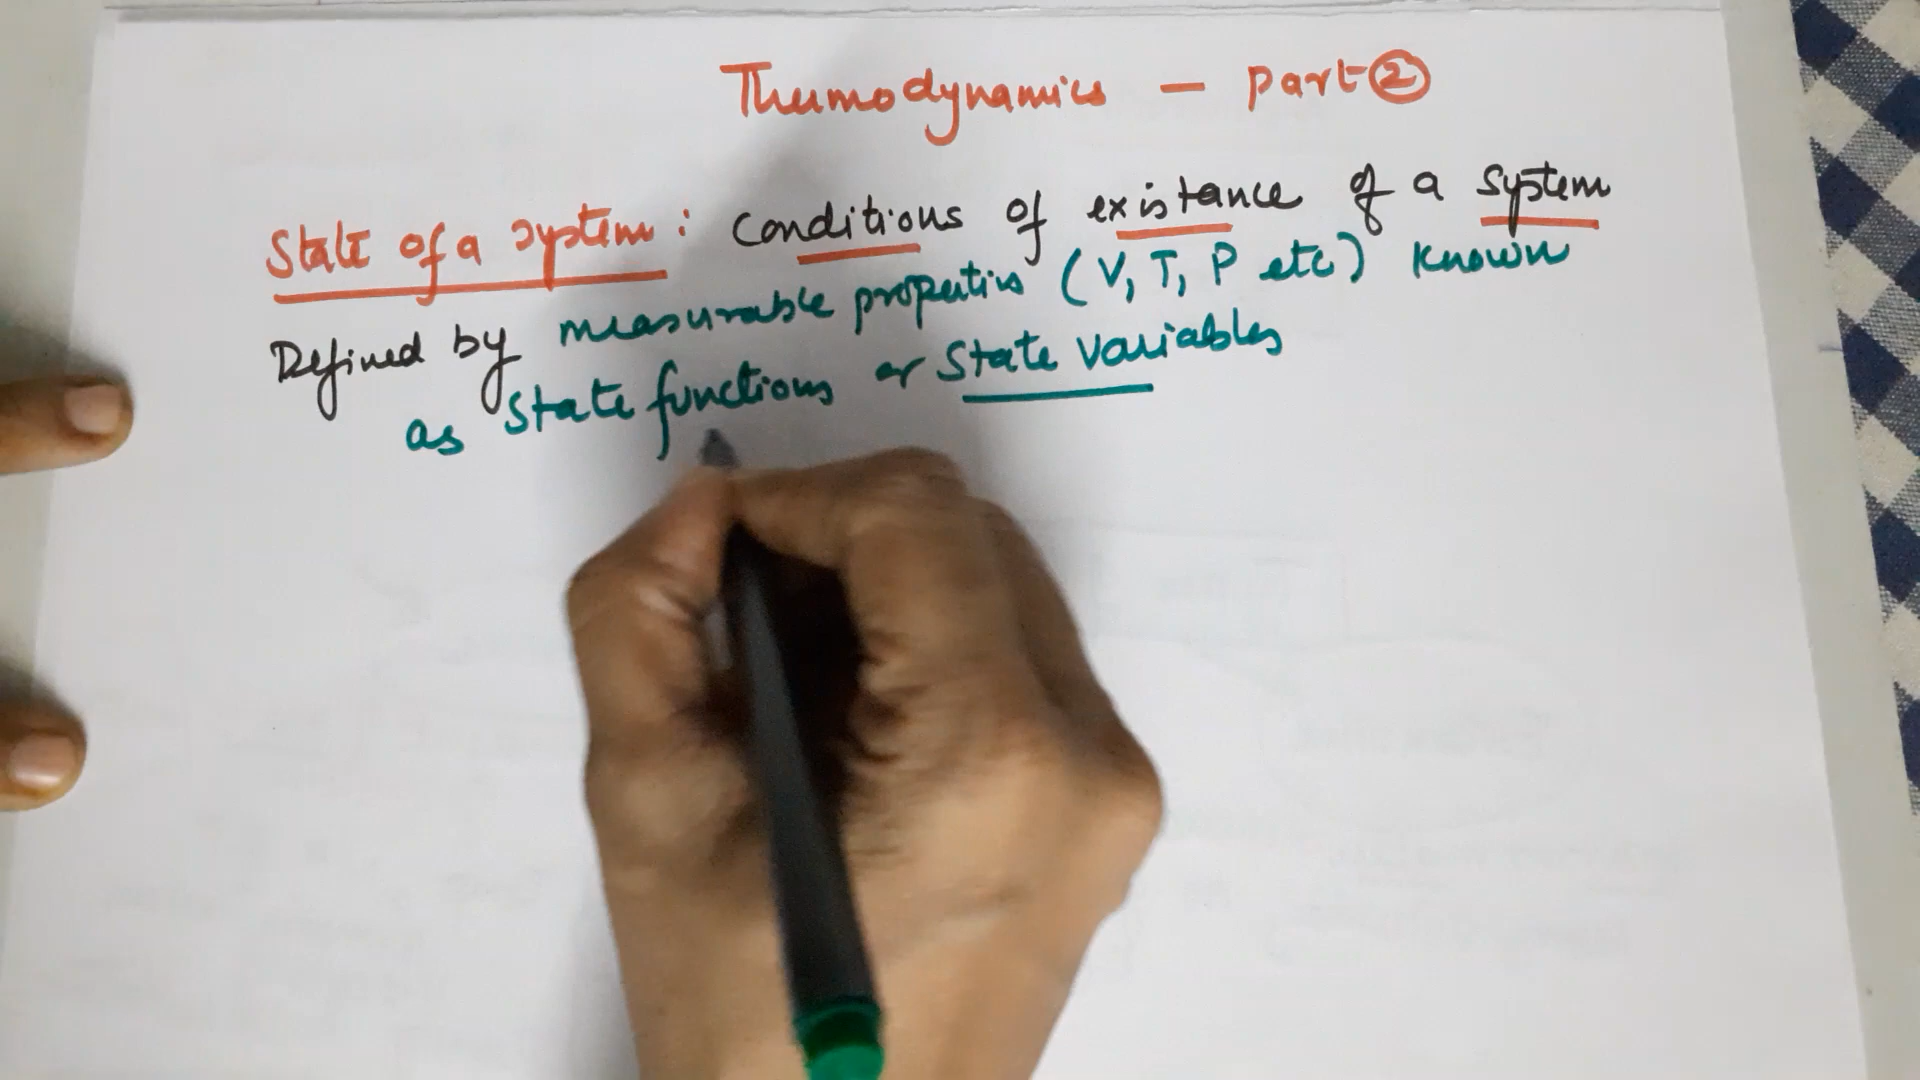 Thermodynamics - Part ②
State of a system : Conditions of existance of a system
Defined by measurable properties (V, T, P etc) known
as State functions or State variables